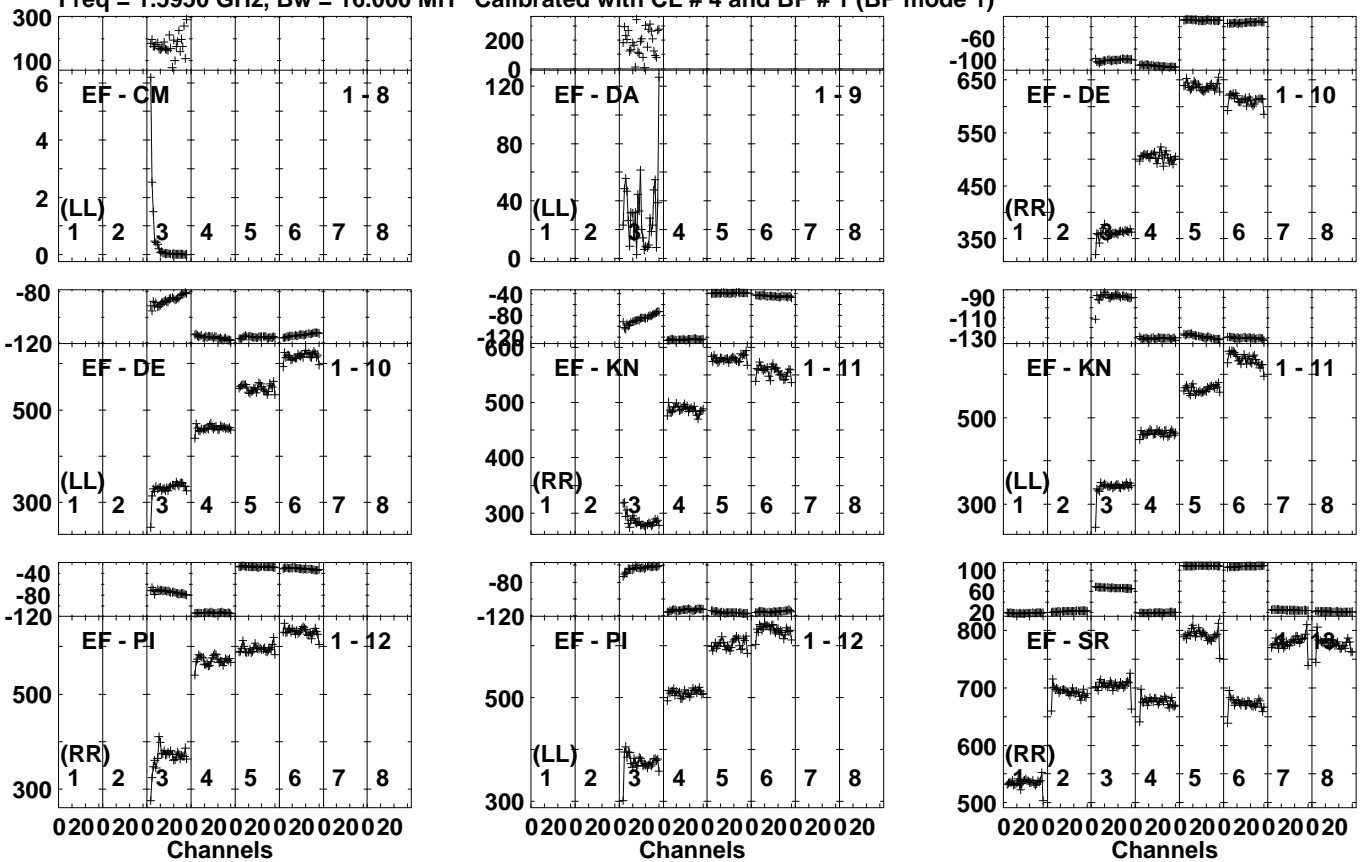 Freq = 1.5950 GHz, Bw = 16.000 MH Calibrated with CL # 4 and BP # 1 (BP mode 1)
300
100
6
4
2
0
EF - CM 1 - 8
(LL)
1 2 3 4 5 6 7 8
200
0
120
80
40
0
EF - DA 1 - 9
(LL)
1 2 3 4 5 6 7 8
-60
-100
650
550
450
350
EF - DE 1 - 10
(RR)
1 2 3 4 5 6 7 8
-80
-120
500
300
EF - DE 1 - 10
(LL)
1 2 3 4 5 6 7 8
-40
-80
-120
600
500
400
300
EF - KN 1 - 11
(RR)
1 2 3 4 5 6 7 8
-90
-110
-130
500
300
EF - KN 1 - 11
(LL)
1 2 3 4 5 6 7 8
-40
-80
-120
500
300
EF - PI 1 - 12
(RR)
1 2 3 4 5 6 7 8
-80
-120
500
300
EF - PI 1 - 12
(LL)
1 2 3 4 5 6 7 8
100
60
20
800
700
600
500
EF - SR 1 - 13
(RR)
1 2 3 4 5 6 7 8
0 20 0 20 0 20 0 20 0 20 0 20 0 20 0 20
Channels
0 20 0 20 0 20 0 20 0 20 0 20 0 20 0 20
Channels
0 20 0 20 0 20 0 20 0 20 0 20 0 20 0 20
Channels